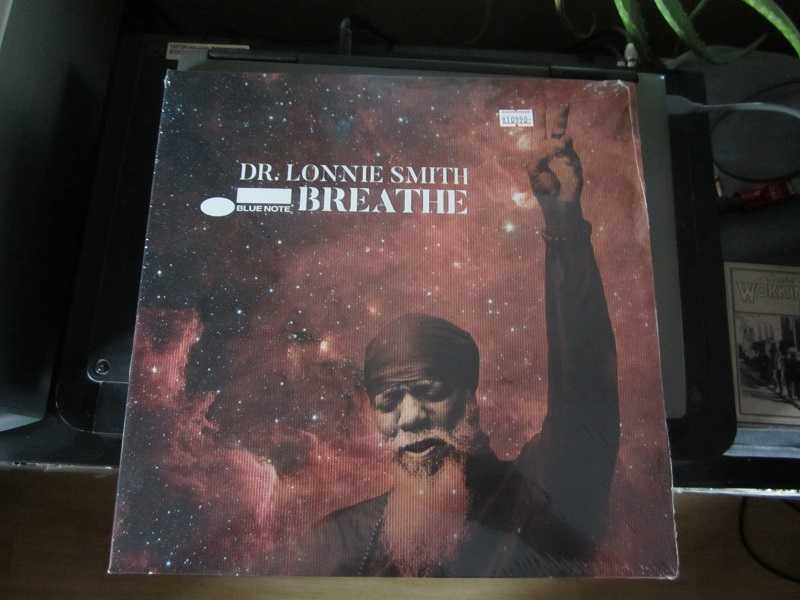 DR. LONNIE SMITH
BLUE NOTE
BREATHE